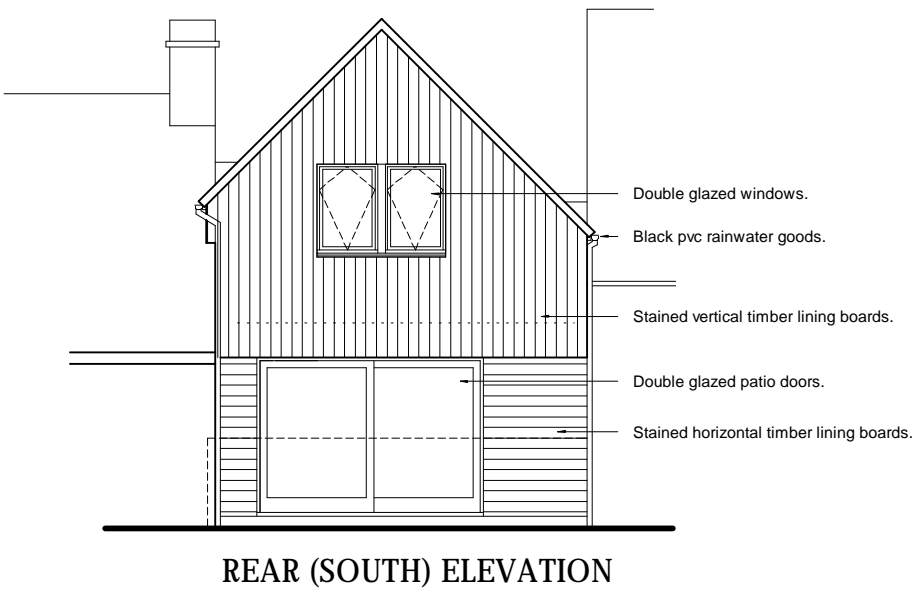 Double glazed windows.
Black pvc rainwater goods.
Stained vertical timber lining boards.
Double glazed patio doors.
Stained horizontal timber lining boards.
REAR (SOUTH) ELEVATION